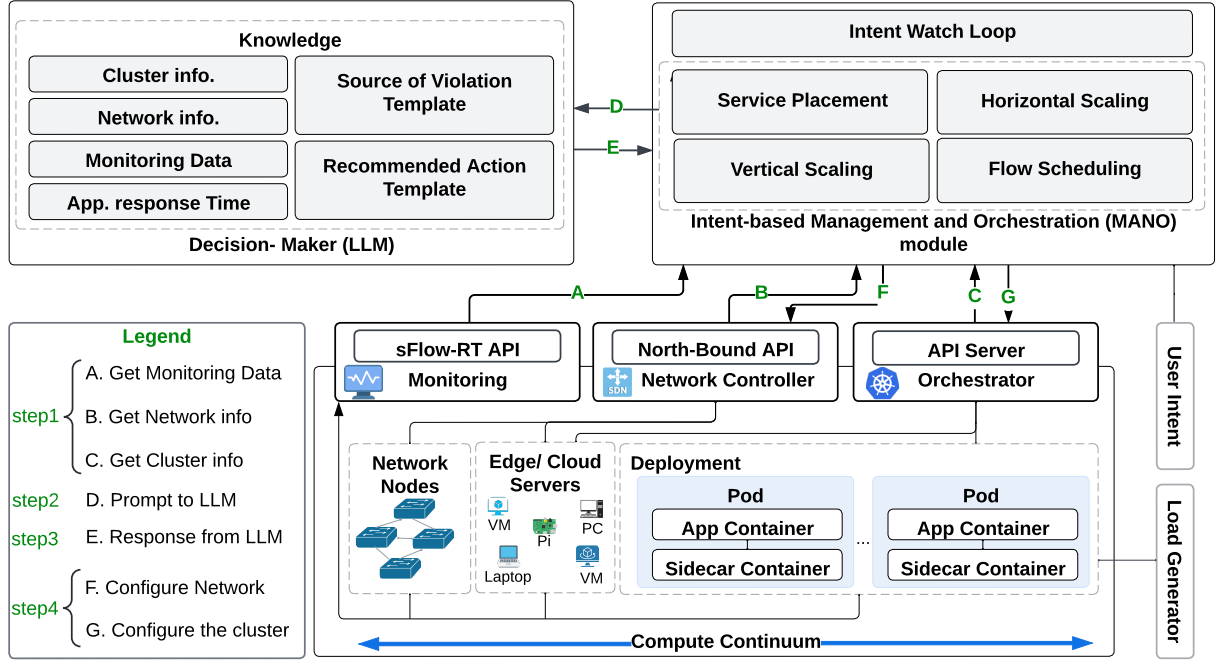 Knowledge
Cluster info.
Network info.
Monitoring Data
App. response Time
Source of Violation
Template
Recommended Action
Template
Decision- Maker (LLM)
D
E
Intent Watch Loop
Service Placement
Horizontal Scaling
Vertical Scaling
Flow Scheduling
Intent-based Management and Orchestration (MANO)
module
A
B
F
C
G
Legend
step1
A. Get Monitoring Data
B. Get Network info
C. Get Cluster info
step2
D. Prompt to LLM
step3
E. Response from LLM
step4
F. Configure Network
G. Configure the cluster
sFlow-RT API
Monitoring
North-Bound API
SDN
Network Controller
API Server
Orchestrator
User Intent
Load Generator
Network
Nodes
Edge/ Cloud
Servers
VM
PC
Pi
Laptop
VM
Deployment
Pod
App Container
Sidecar Container
...
Pod
App Container
Sidecar Container
Compute Continuum